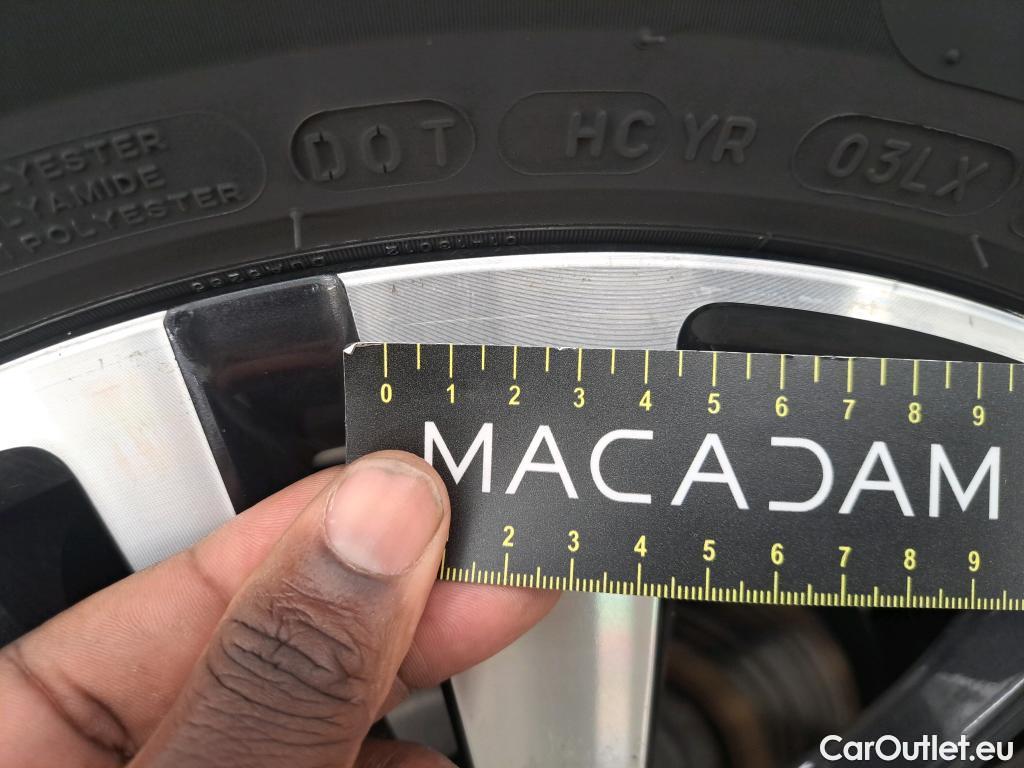 LYESTER
LYAMIDE
POLYESTER
DOT
HC YR
03LX
0 1 2 3 4 5 6 7 8 9
MACADAM
2 3 4 5 6 7 8 9
CarOutlet.eu